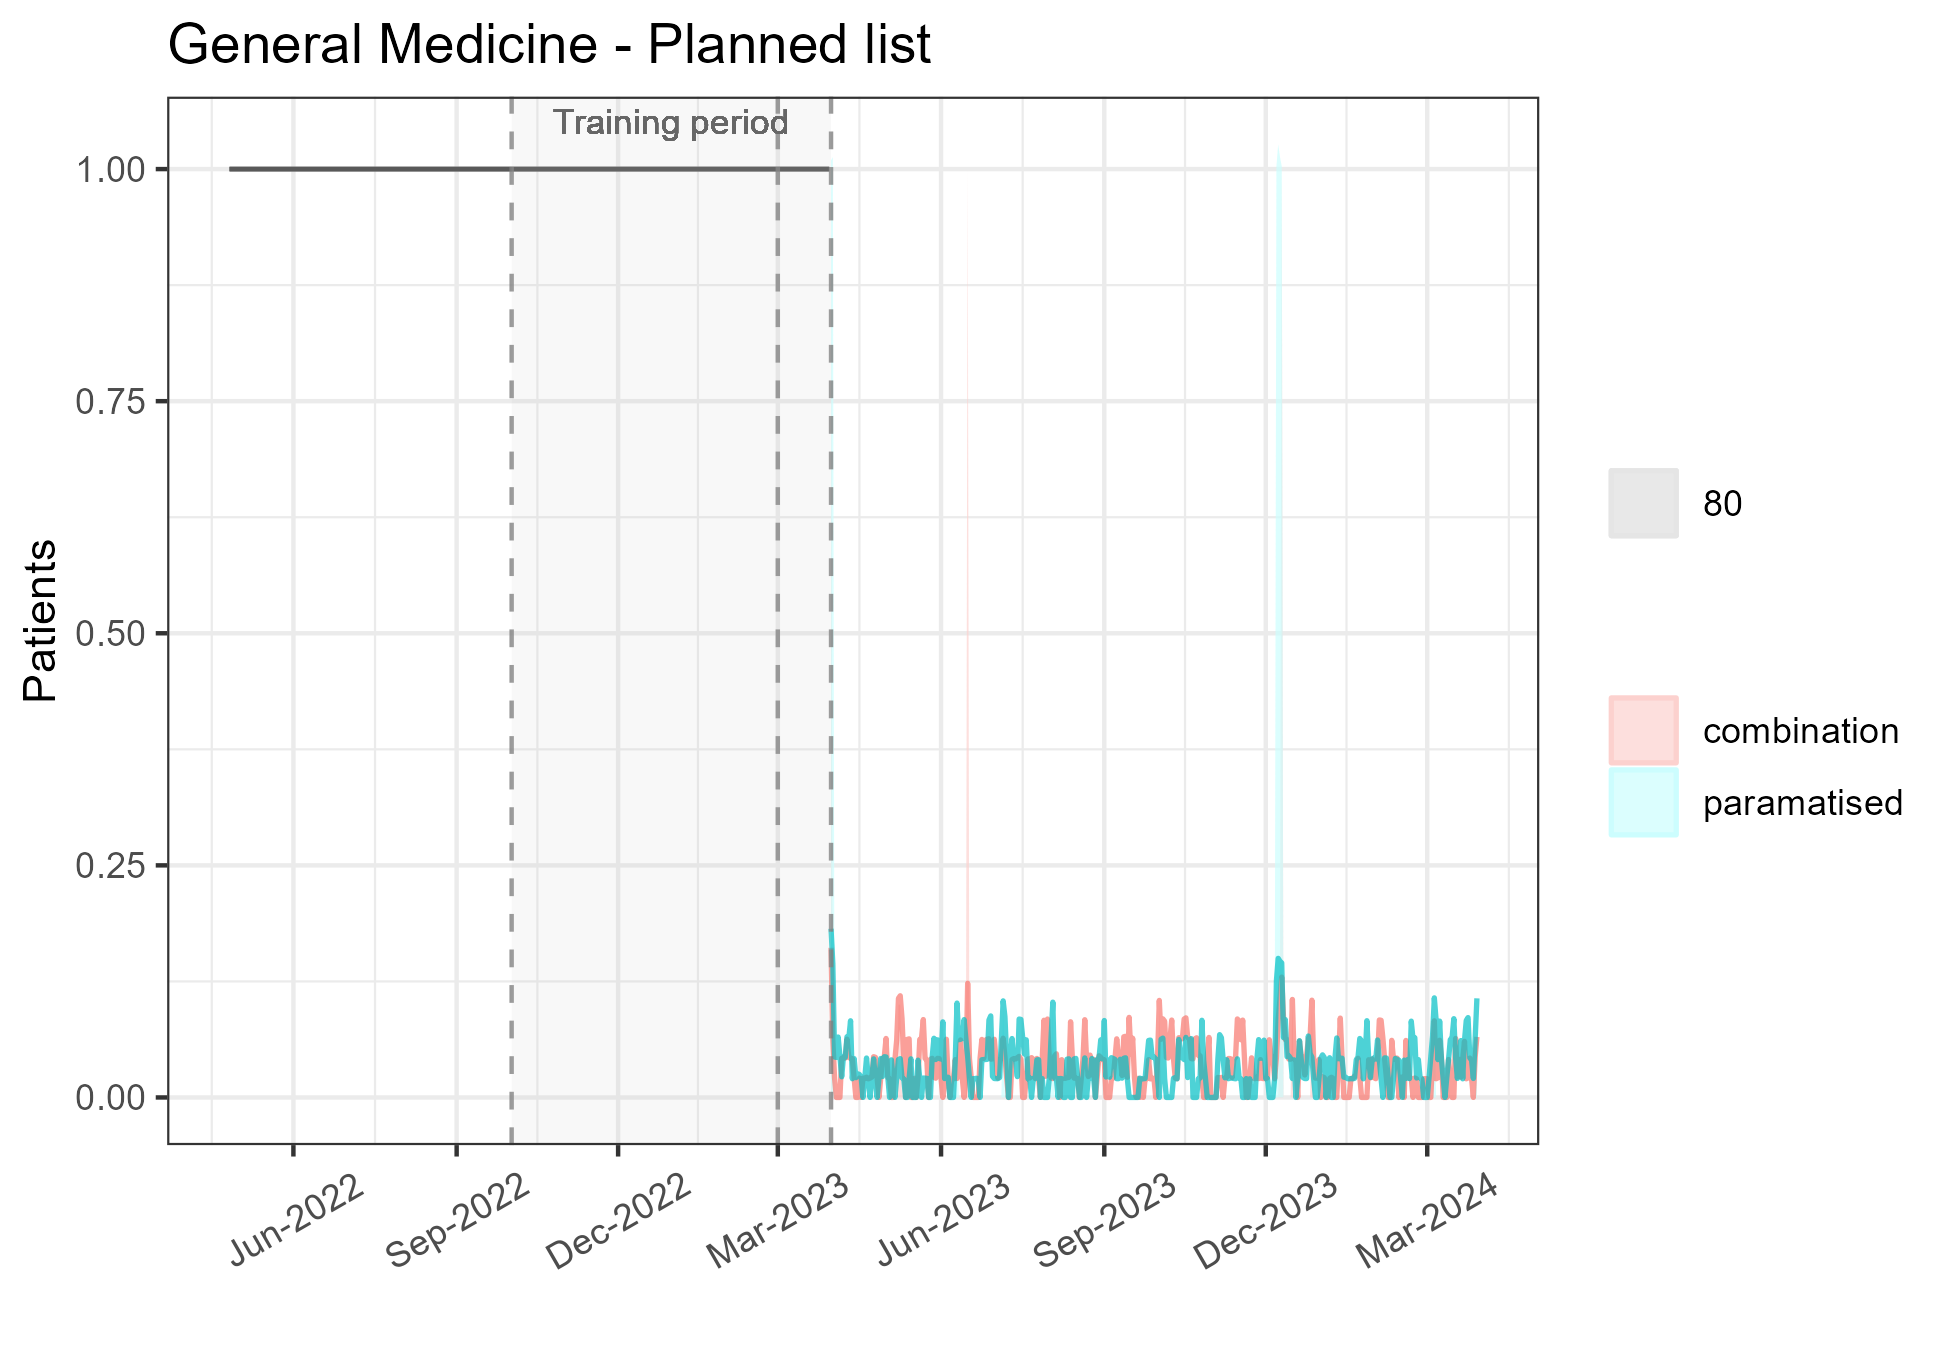 General Medicine - Planned list
Training period
1.00
0.75
0.50
0.25
0.00
Patients
Jun-2022
Sep-2022
Dec-2022
Mar-2023
Jun-2023
Sep-2023
Dec-2023
Mar-2024
80
combination
paramatised